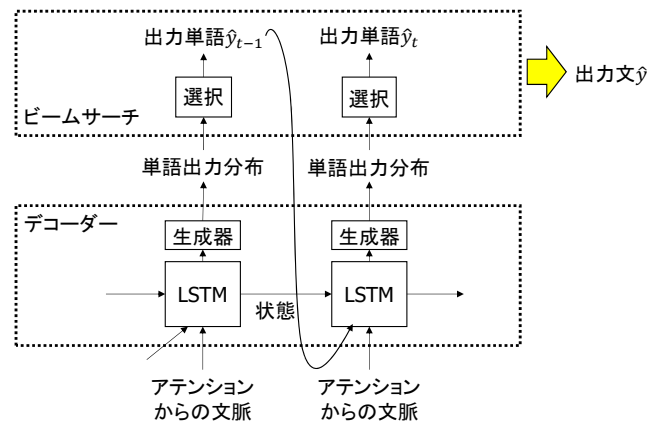 出力単語ŷt−1
出力単語ŷt
選択
選択
出力文ŷ
ビームサーチ
単語出力分布
単語出力分布
デコーダー
生成器
生成器
LSTM
LSTM
状態
アテンション
からの文脈
アテンション
からの文脈